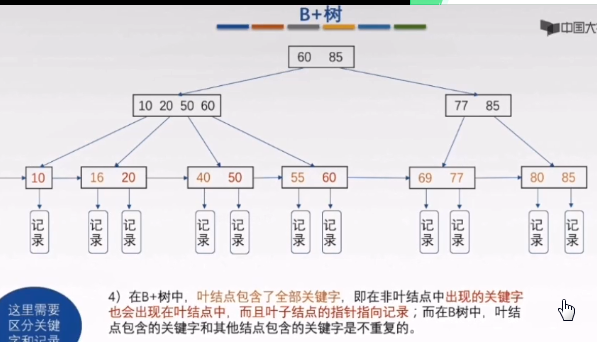 B+树
中国大
60 85
10 20 50 60
77 85
10
16 20
40 50
55 60
69 77
80 85
记录 记录 记录 记录 记录 记录 记录 记录 记录 记录 记录
4）在B+树中，叶结点包含了全部关键字，即在非叶结点中出现的关键字
也会出现在叶结点中，而且叶子结点的指针指向记录；而在B树中，叶结
点包含的关键字和其他结点包含的关键字是不重复的。
这里需要
区分关键
字和记录